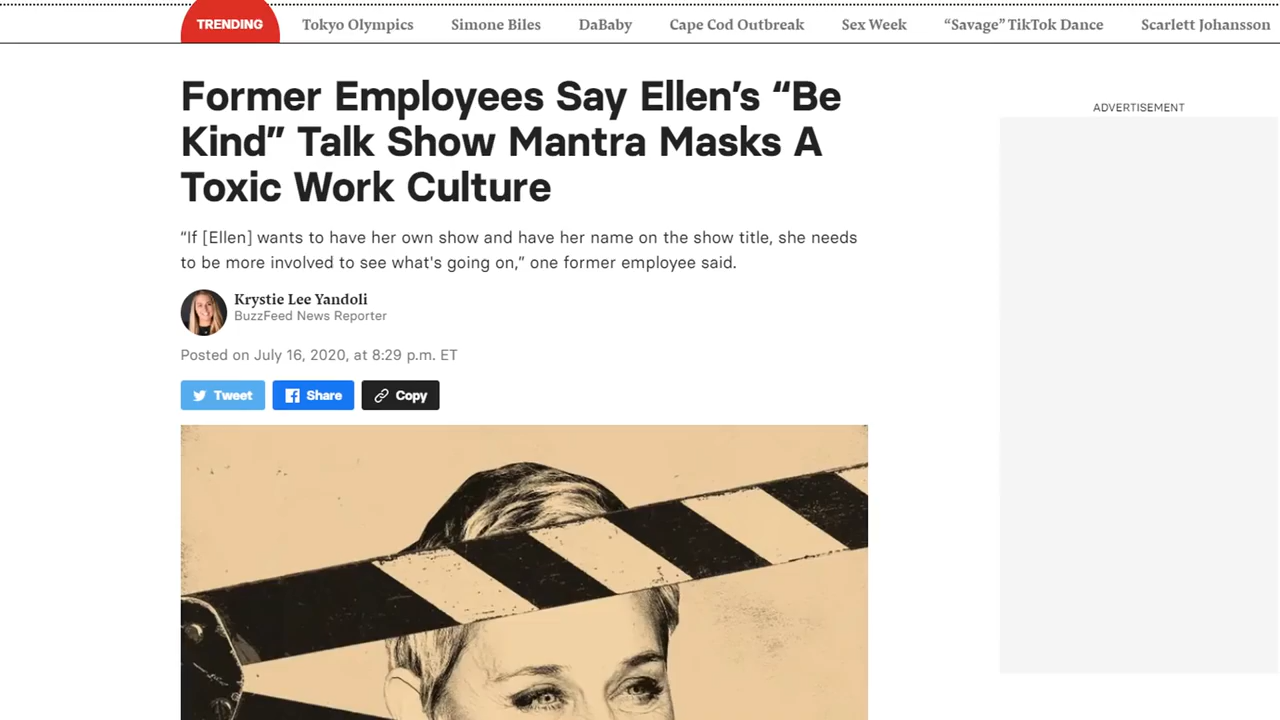 TRENDING Tokyo Olympics Simone Biles DaBaby Cape Cod Outbreak Sex Week “Savage” TikTok Dance Scarlett Johansson
Former Employees Say Ellen’s “Be
Kind” Talk Show Mantra Masks A
Toxic Work Culture
“If [Ellen] wants to have her own show and have her name on the show title, she needs
to be more involved to see what's going on,” one former employee said.
Krystie Lee Yandoli
BuzzFeed News Reporter
Posted on July 16, 2020, at 8:29 p.m. ET
Tweet Share Copy
ADVERTISEMENT